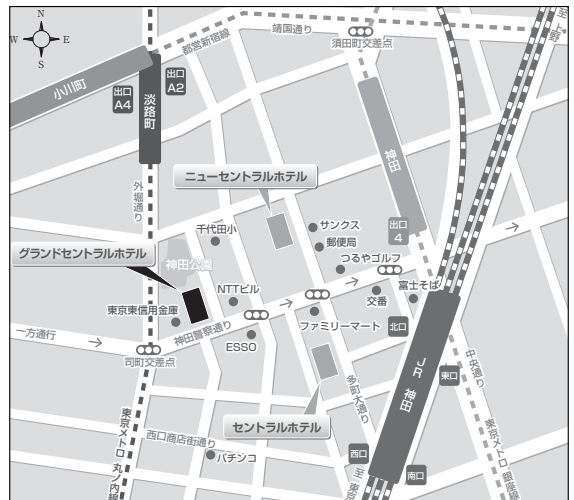 N
W
E
S
至 上野
靖国通り
都営新宿線
須田町交差点
小川町
出口
A4
出口
A2
淡路町
神田
外堀通り
ニューセントラルホテル
千代田小
サンクス
郵便局
出口
4
グランドセントラルホテル
神田公園
つるやゴルフ
NTTビル
富士そば
交番
東京東信用金庫
神田警察通り
一方通行
ファミリーマート
北口
ESSO
司町交差点
JR 神田
中央通り
東口
多町大通り
セントラルホテル
東京メトロ 丸ノ内線
西口商店街通り
パチンコ
西口
南口
東京メトロ 銀座
至 東京